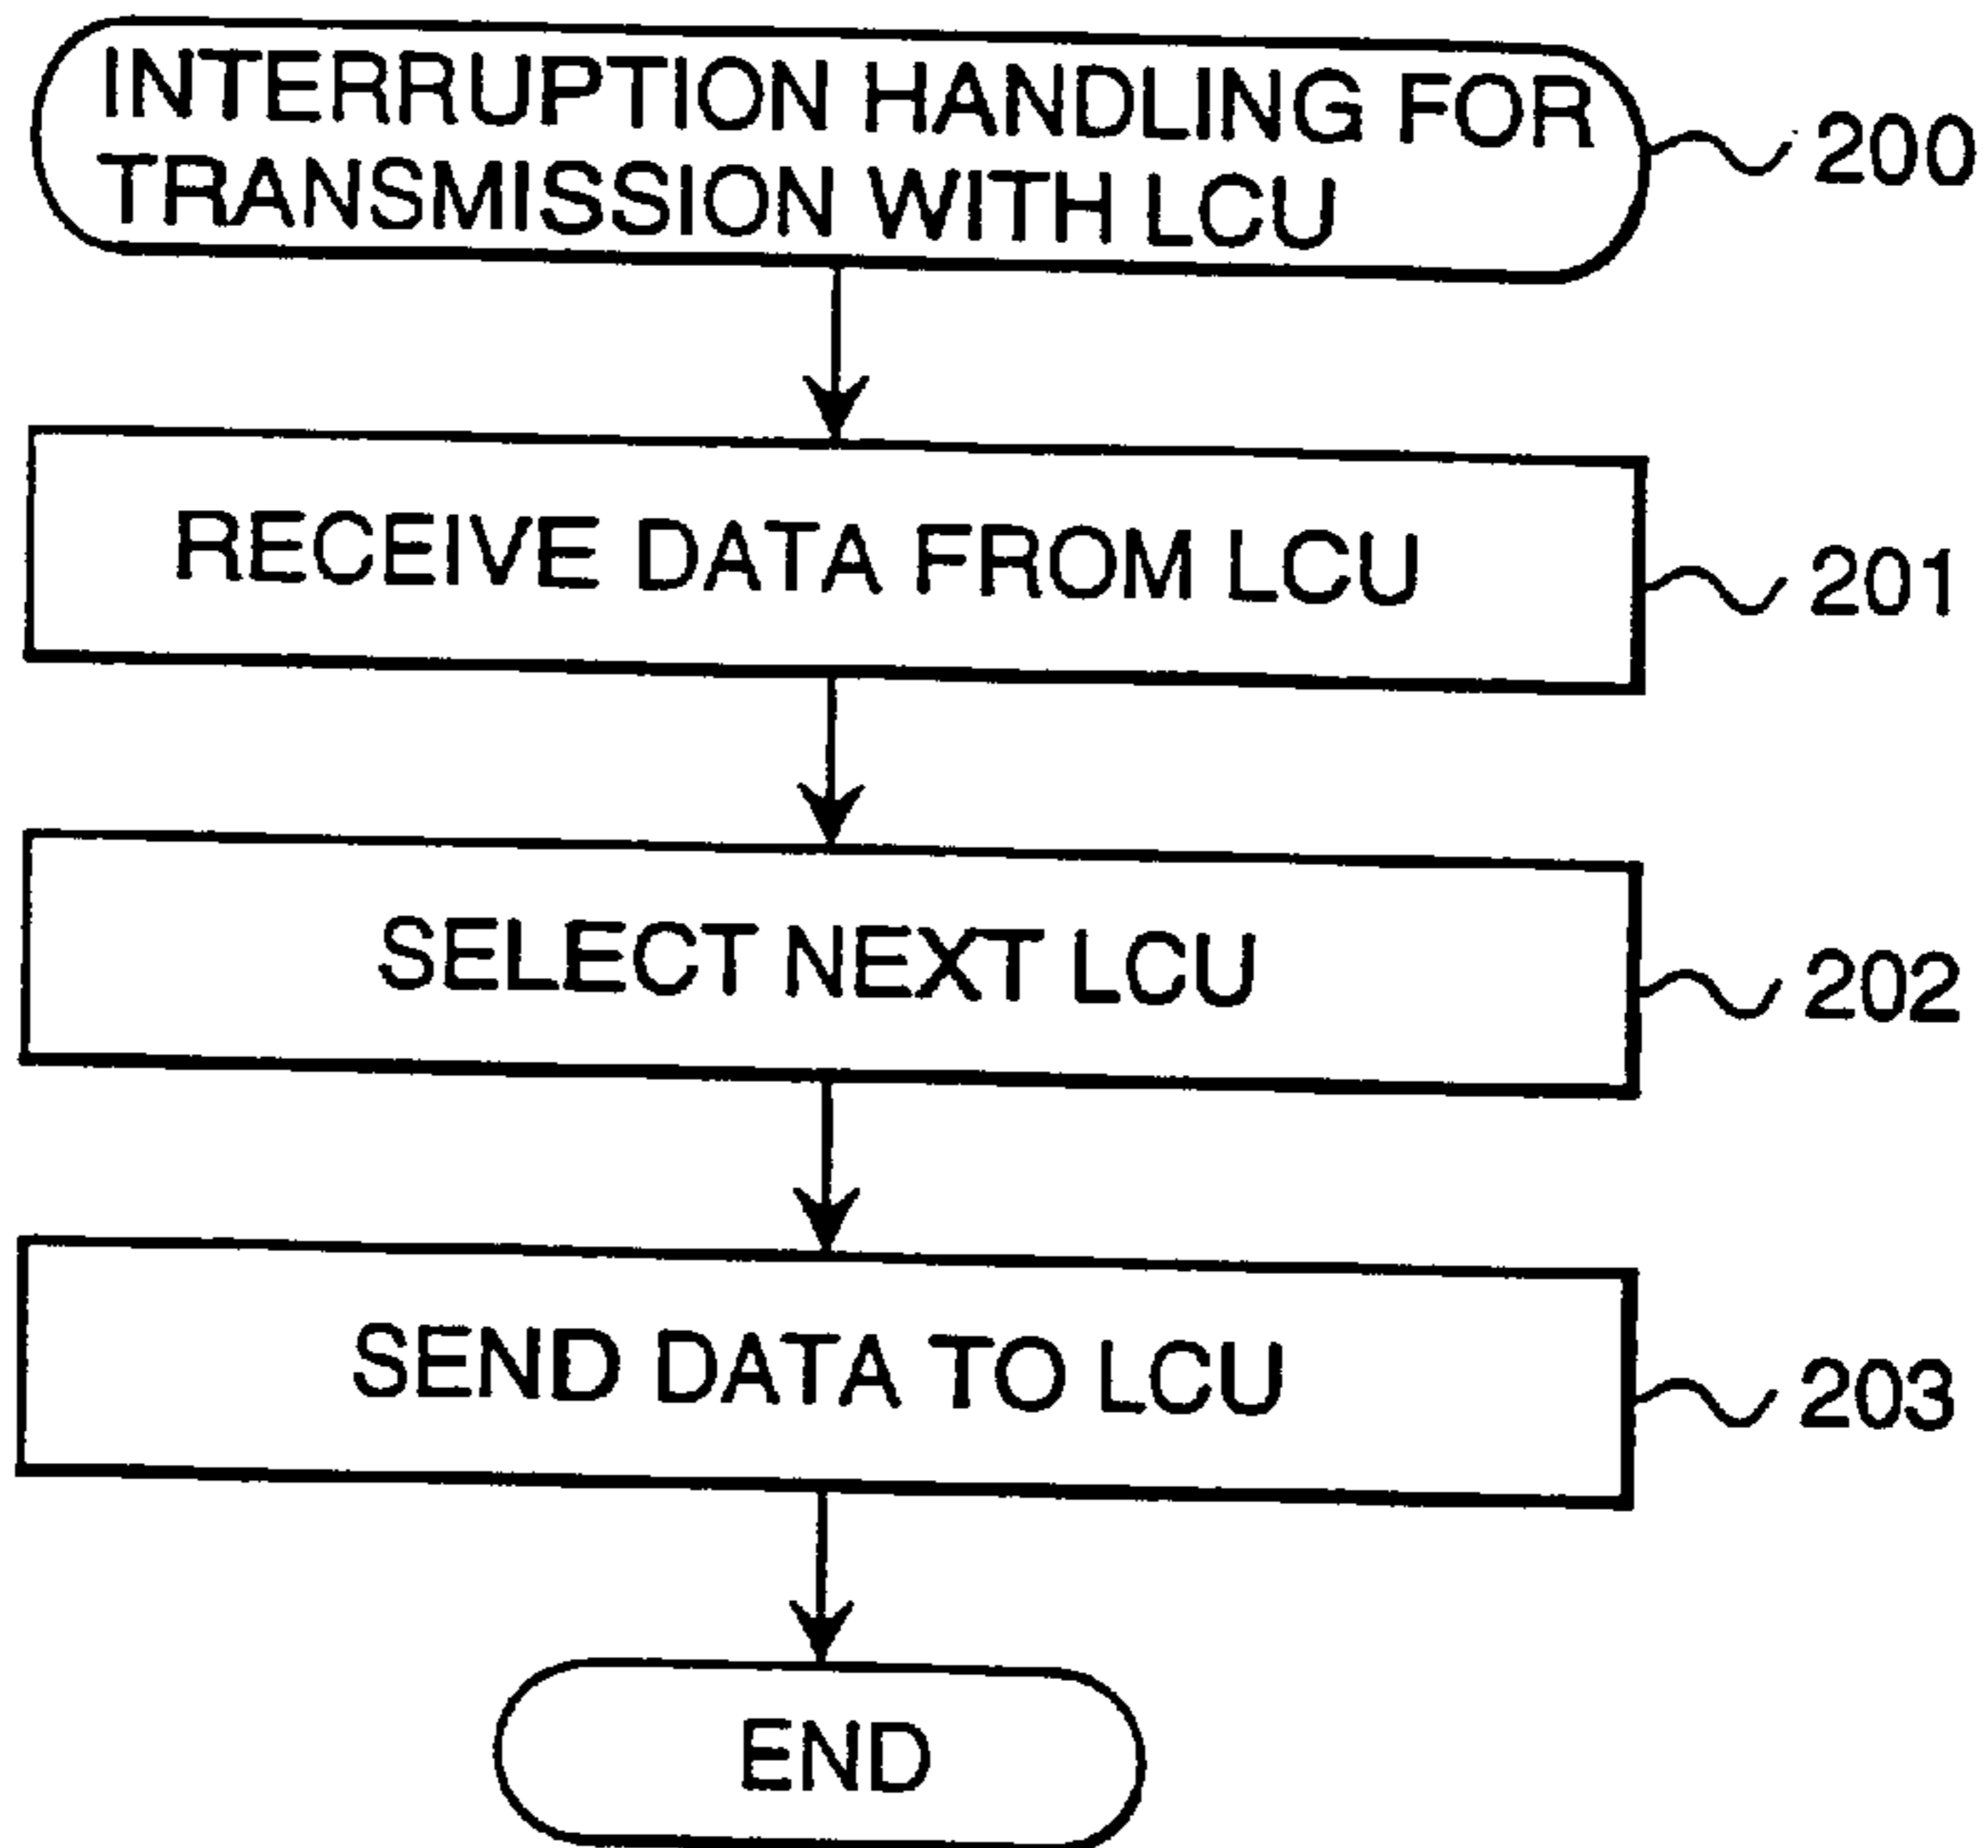 INTERRUPTION HANDLING FOR
TRANSMISSION WITH LCU
200
RECEIVE DATA FROM LCU
201
SELECT NEXT LCU
202
SEND DATA TO LCU
203
END